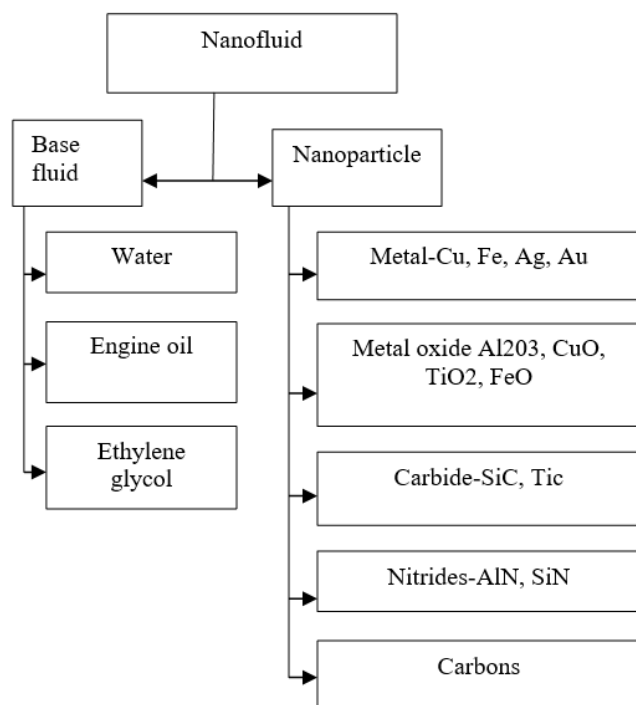 Nanofluid
Base
fluid
Nanoparticle
Water
Engine oil
Ethylene
glycol
Metal-Cu, Fe, Ag, Au
Metal oxide Al203, CuO,
TiO2, FeO
Carbide-SiC, Tic
Nitrides-AlN, SiN
Carbons